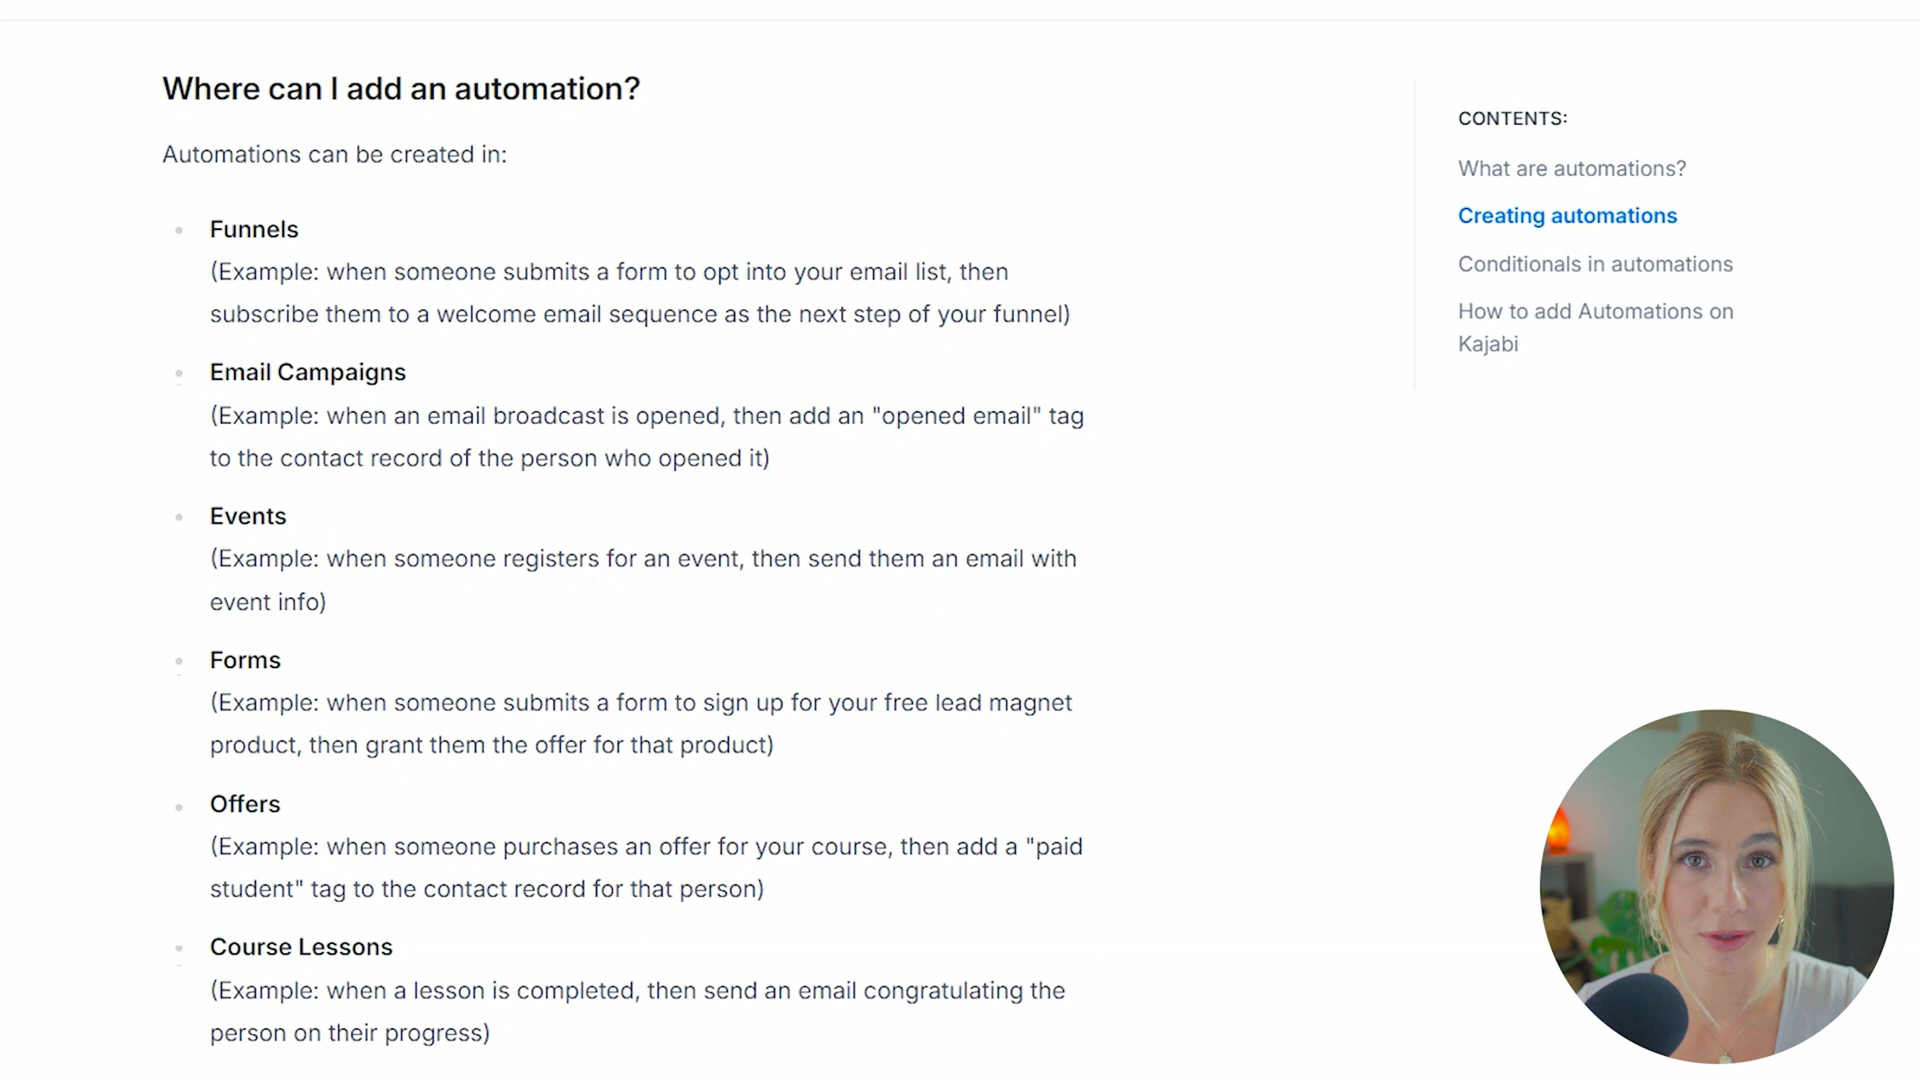 Where can I add an automation?
Automations can be created in:
Funnels
(Example: when someone submits a form to opt into your email list, then
subscribe them to a welcome email sequence as the next step of your funnel)
Email Campaigns
(Example: when an email broadcast is opened, then add an "opened email" tag
to the contact record of the person who opened it)
Events
(Example: when someone registers for an event, then send them an email with
event info)
Forms
(Example: when someone submits a form to sign up for your free lead magnet
product, then grant them the offer for that product)
Offers
(Example: when someone purchases an offer for your course, then add a "paid
student" tag to the contact record for that person)
Course Lessons
(Example: when a lesson is completed, then send an email congratulating the
person on their progress)
CONTENTS:
What are automations?
Creating automations
Conditionals in automations
How to add Automations on
Kajabi